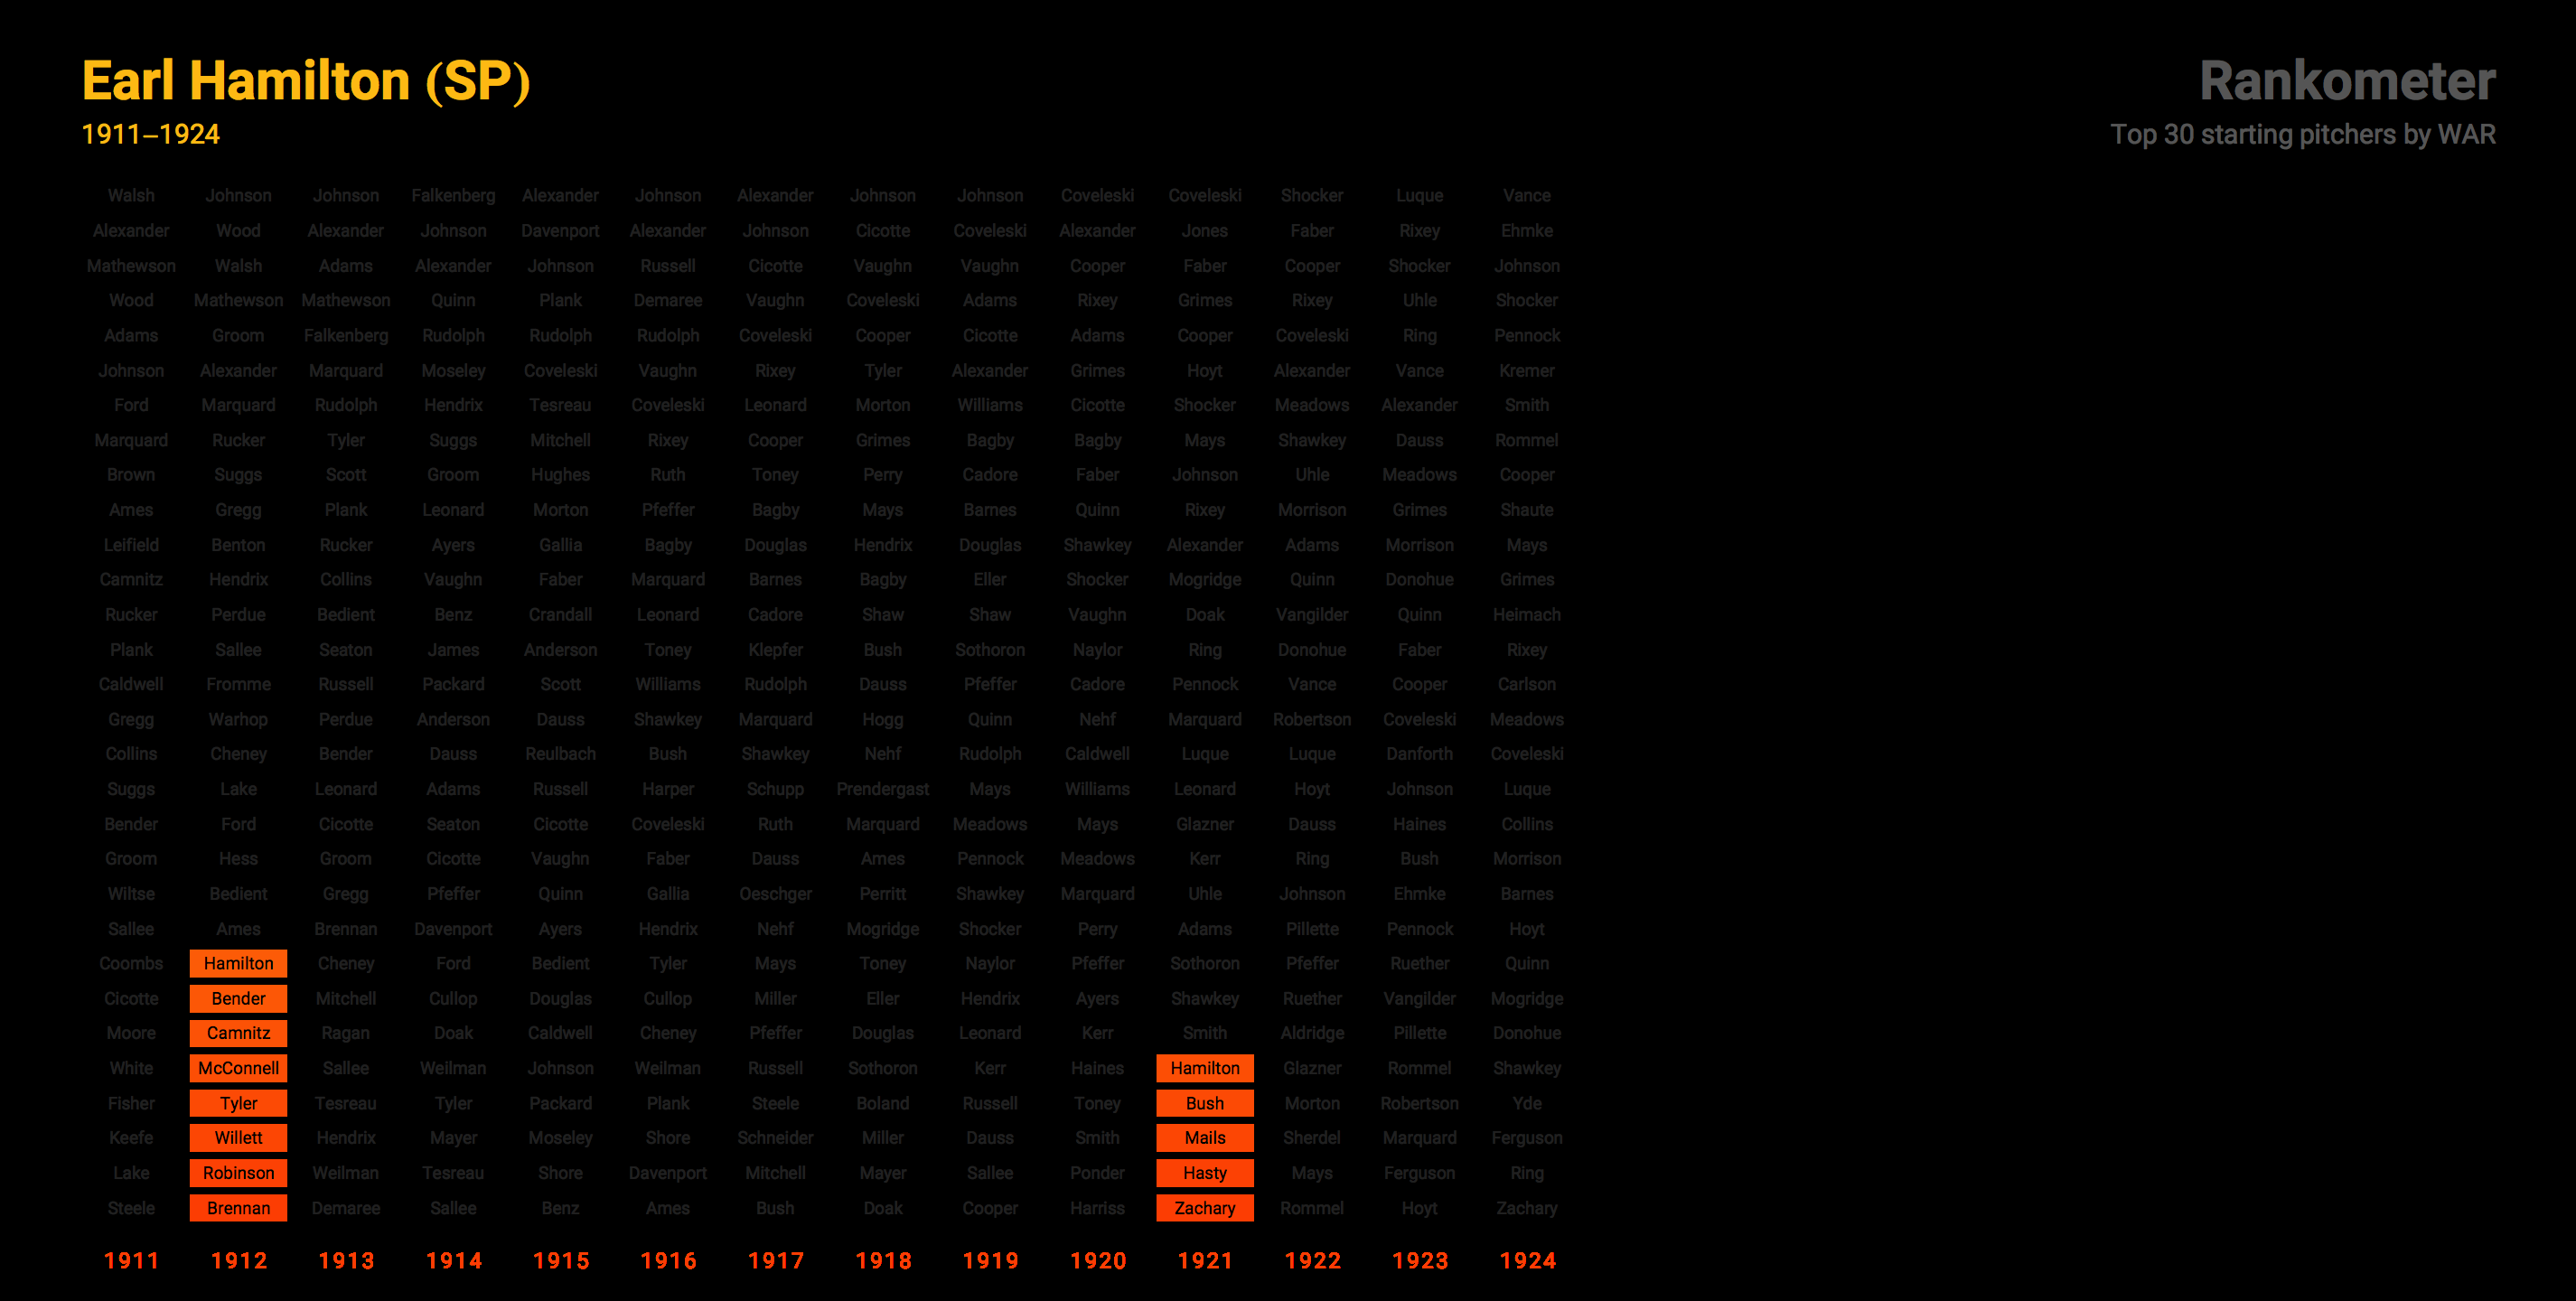 Earl Hamilton (SP)
1911–1924
Rankometer
Top 30 starting pitchers by WAR
Walsh Johnson Johnson Falkenberg Alexander Johnson Alexander Johnson Johnson Coveleski Coveleski Shocker Luque Vance
Alexander Wood Alexander Johnson Davenport Alexander Johnson Cicotte Coveleski Alexander Jones Faber Rixey Ehmke
Mathewson Walsh Adams Alexander Johnson Russell Cicotte Vaughn Vaughn Cooper Faber Cooper Shocker Johnson
Wood Mathewson Mathewson Quinn Plank Demaree Vaughn Coveleski Adams Rixey Grimes Rixey Uhle Shocker
Adams Groom Falkenberg Rudolph Rudolph Rudolph Coveleski Cooper Cicotte Adams Cooper Coveleski Ring Pennock
Johnson Alexander Marquard Moseley Coveleski Vaughn Rixey Tyler Alexander Grimes Hoyt Alexander Vance Kremer
Ford Marquard Rudolph Hendrix Tesreau Coveleski Leonard Morton Williams Cicotte Shocker Meadows Alexander Smith
Marquard Rucker Tyler Suggs Mitchell Rixey Cooper Grimes Bagby Bagby Mays Shawkey Dauss Rommel
Brown Suggs Scott Groom Hughes Ruth Toney Perry Cadore Faber Johnson Uhle Meadows Cooper
Ames Gregg Plank Leonard Morton Pfeffer Bagby Mays Barnes Quinn Rixey Morrison Grimes Shaute
Leifield Benton Rucker Ayers Gallia Bagby Douglas Hendrix Douglas Shawkey Alexander Adams Morrison Mays
Camnitz Hendrix Collins Vaughn Faber Marquard Barnes Bagby Eller Shocker Mogridge Quinn Donohue Grimes
Rucker Perdue Bedient Benz Crandall Leonard Cadore Shaw Shaw Vaughn Doak Vangilder Quinn Heimach
Plank Sallee Seaton James Anderson Toney Klepfer Bush Sothoron Naylor Ring Donohue Faber Rixey
Caldwell Fromme Russell Packard Scott Williams Rudolph Dauss Pfeffer Cadore Pennock Vance Cooper Carlson
Gregg Warhop Perdue Anderson Dauss Shawkey Marquard Hogg Quinn Nehf Marquard Robertson Coveleski Meadows
Collins Cheney Bender Dauss Reulbach Bush Shawkey Nehf Rudolph Caldwell Luque Luque Danforth Coveleski
Suggs Lake Leonard Adams Russell Harper Schupp Prendergast Mays Williams Leonard Hoyt Johnson Luque
Bender Ford Cicotte Seaton Cicotte Coveleski Ruth Marquard Meadows Mays Glazner Dauss Haines Collins
Groom Hess Groom Cicotte Vaughn Faber Dauss Ames Pennock Meadows Kerr Ring Bush Morrison
Wiltse Bedient Gregg Pfeffer Quinn Gallia Oeschger Perritt Shawkey Marquard Uhle Johnson Ehmke Barnes
Sallee Ames Brennan Davenport Ayers Hendrix Nehf Mogridge Shocker Perry Adams Pillette Pennock Hoyt
Coombs Hamilton Cheney Ford Bedient Tyler Mays Toney Naylor Pfeffer Sothoron Pfeffer Ruether Quinn
Cicotte Bender Mitchell Cullop Douglas Cullop Miller Eller Hendrix Ayers Shawkey Ruether Vangilder Mogridge
Moore Camnitz Ragan Doak Caldwell Cheney Pfeffer Douglas Leonard Kerr Smith Aldridge Pillette Donohue
White McConnell Sallee Weilman Johnson Weilman Russell Sothoron Kerr Haines Hamilton Glazner Rommel Shawkey
Fisher Tyler Tesreau Tyler Packard Plank Steele Boland Russell Toney Bush Morton Robertson Yde
Keefe Willett Hendrix Mayer Moseley Shore Schneider Miller Dauss Smith Mails Sherdel Marquard Ferguson
Lake Robinson Weilman Tesreau Shore Davenport Mitchell Mayer Sallee Ponder Hasty Mays Ferguson Ring
Steele Brennan Demaree Sallee Benz Ames Bush Doak Cooper Harriss Zachary Rommel Hoyt Zachary
1911 1912 1913 1914 1915 1916 1917 1918 1919 1920 1921 1922 1923 1924